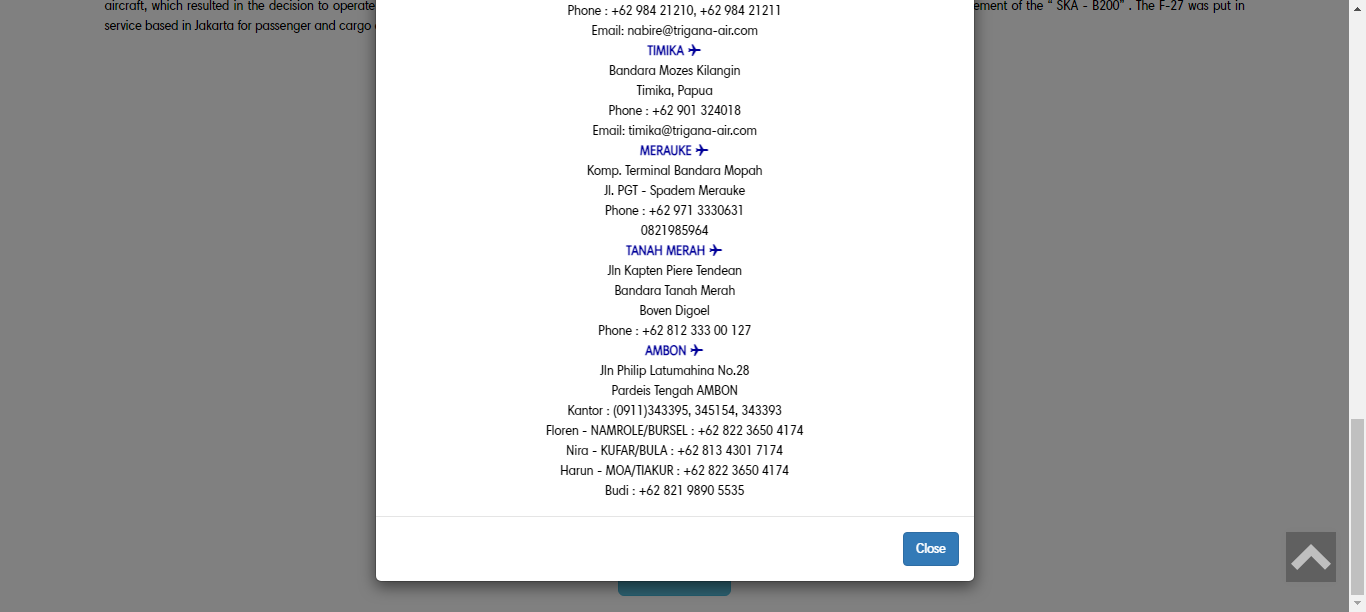 aircraft, which resulted in the decision to operate
service based in Jakarta for passenger and cargo
ement of the “ SKA - B200” . The F-27 was put in
Phone : +62 984 21210, +62 984 21211
Email: nabire@trigana-air.com
TIMIKA
Bandara Mozes Kilangin
Timika, Papua
Phone : +62 901 324018
Email: timika@trigana-air.com
MERAUKE
Komp. Terminal Bandara Mopah
Jl. PGT - Spadem Merauke
Phone : +62 971 3330631
0821985964
TANAH MERAH
Jln Kapten Piere Tendean
Bandara Tanah Merah
Boven Digoel
Phone : +62 812 333 00 127
AMBON
Jln Philip Latumahina No.28
Pardeis Tengah AMBON
Kantor : (0911)343395, 345154, 343393
Floren - NAMROLE/BURSEL : +62 822 3650 4174
Nira - KUFAR/BULA : +62 813 4301 7174
Harun - MOA/TIAKUR : +62 822 3650 4174
Budi : +62 821 9890 5535
Close